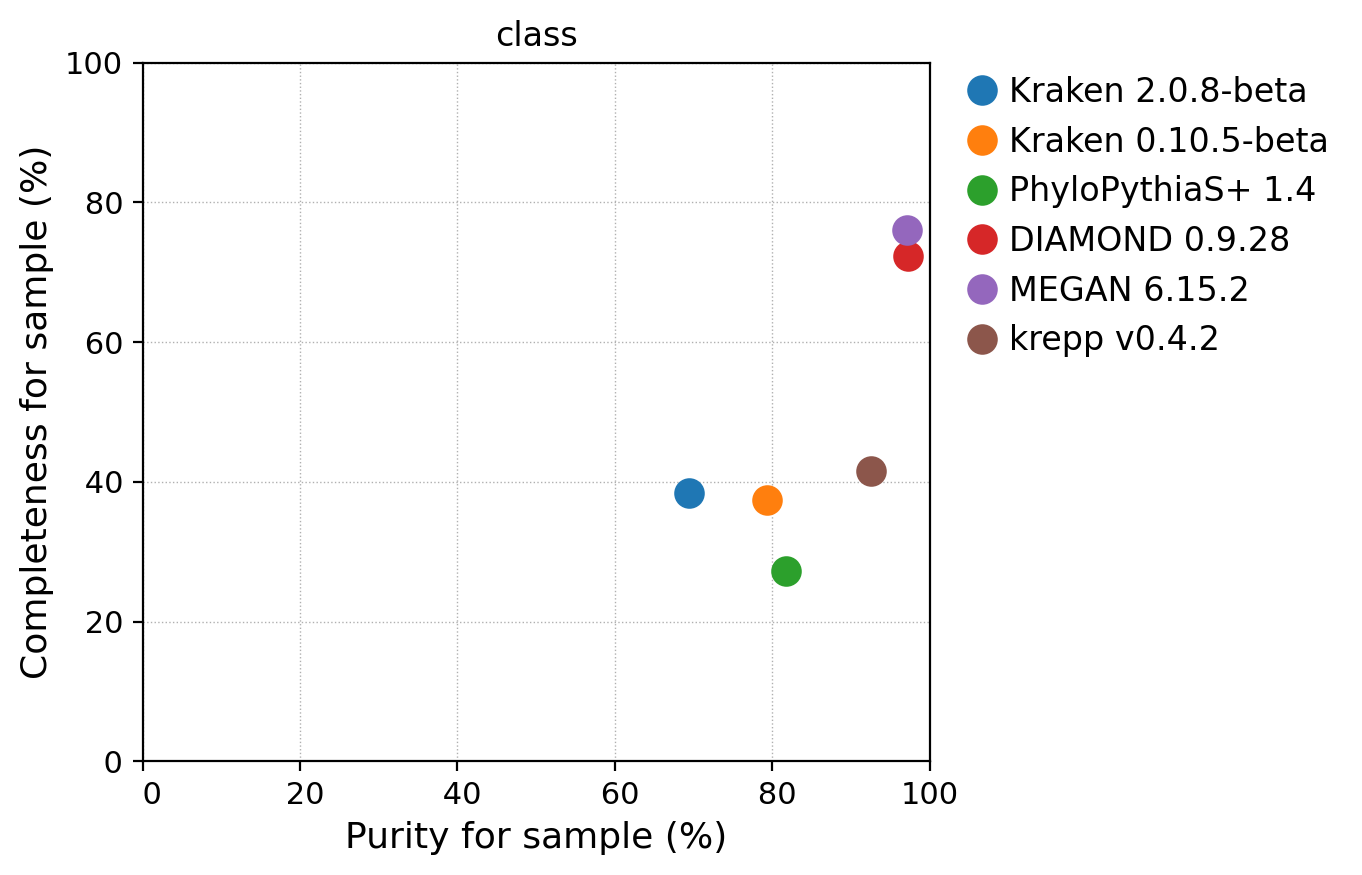 class
100
80
60
40
20
0
Completeness for sample (%)
0 20 40 60 80 100
Purity for sample (%)
Kraken 2.0.8-beta
Kraken 0.10.5-beta
PhyloPythiaS+ 1.4
DIAMOND 0.9.28
MEGAN 6.15.2
krepp v0.4.2